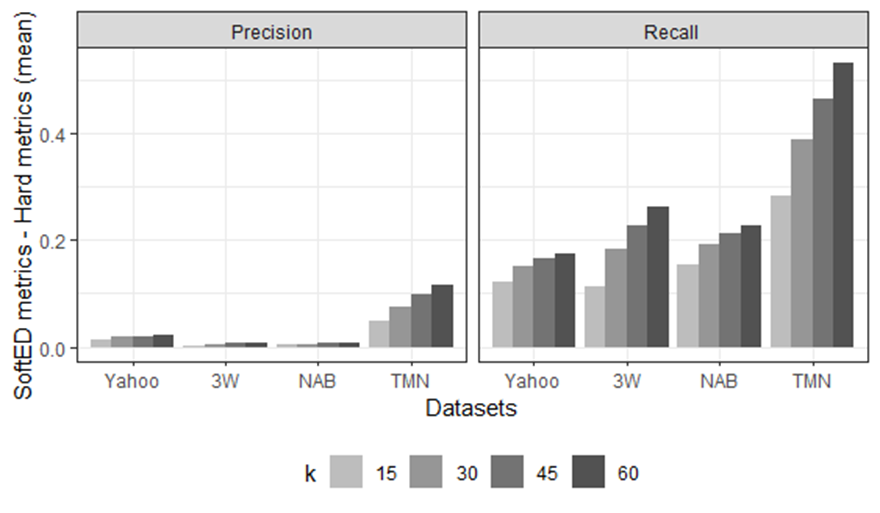 SoftED metrics - Hard metrics (mean)
Precision
Recall
0.4
0.2
0.0
Yahoo 3W NAB TMN
Yahoo 3W NAB TMN
Datasets
k 15 30 45 60